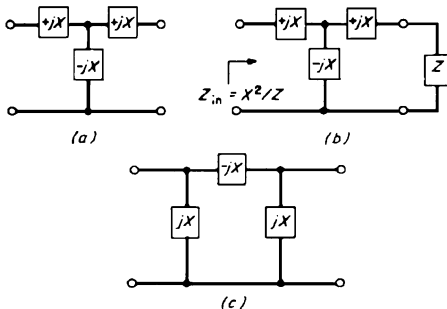 +jX +jX
-jX
(a)
+jX +jX
-jX
Z
Z_in = X²/Z
(b)
-jX
jX jX
(c)